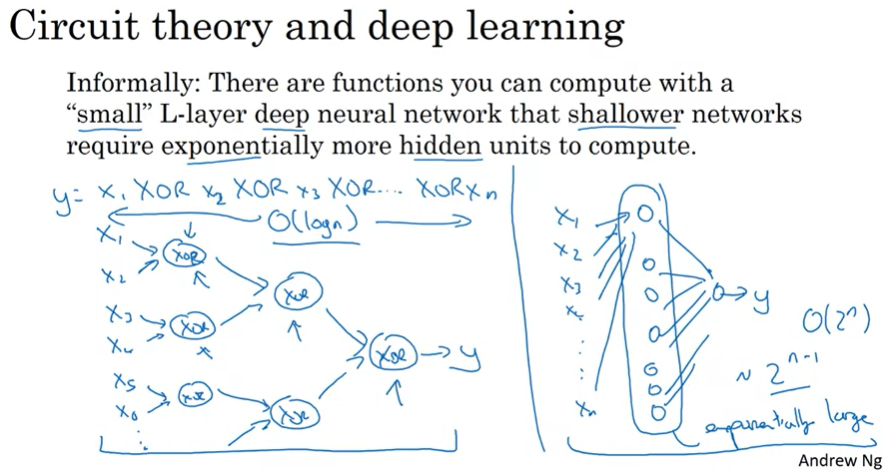 Circuit theory and deep learning
Informally: There are functions you can compute with a
“small” L-layer deep neural network that shallower networks
require exponentially more hidden units to compute.
y = x1 XOR x2 XOR x3 XOR .... XOR xn
O(log n)
x1
x2
x3
x4
x5
x6
XOR
XOR
XOR
XOR
XOR
XOR
y
x1
x2
x3
x4
xn
y
O(2^n)
~ 2^n-1
exponentially large
Andrew Ng